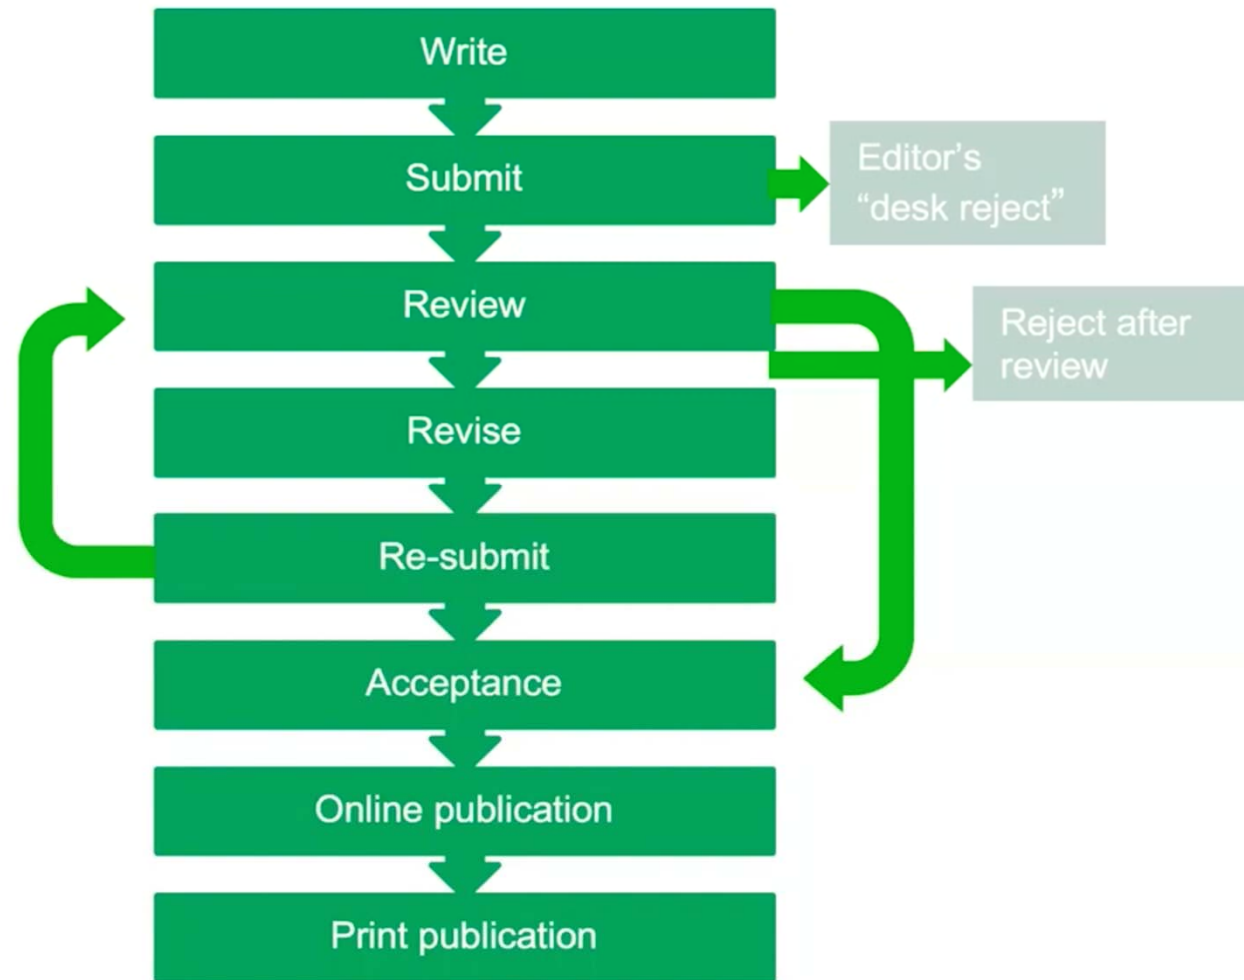 Write
Submit
Editor’s
“desk reject”
Review
Reject after
review
Revise
Re-submit
Acceptance
Online publication
Print publication